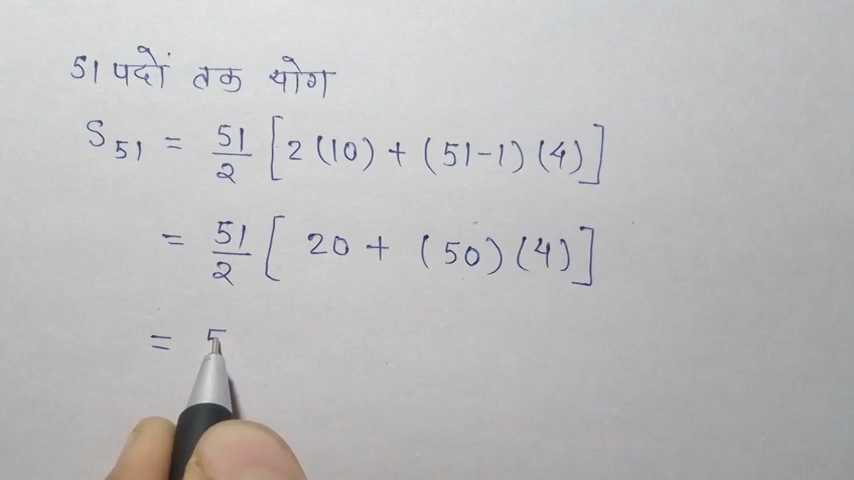 51 पदों तक योग
S₅₁ = 51/2 [2(10) + (51-1)(4)]
= 51/2 [ 20 + (50)(4)]
= 5